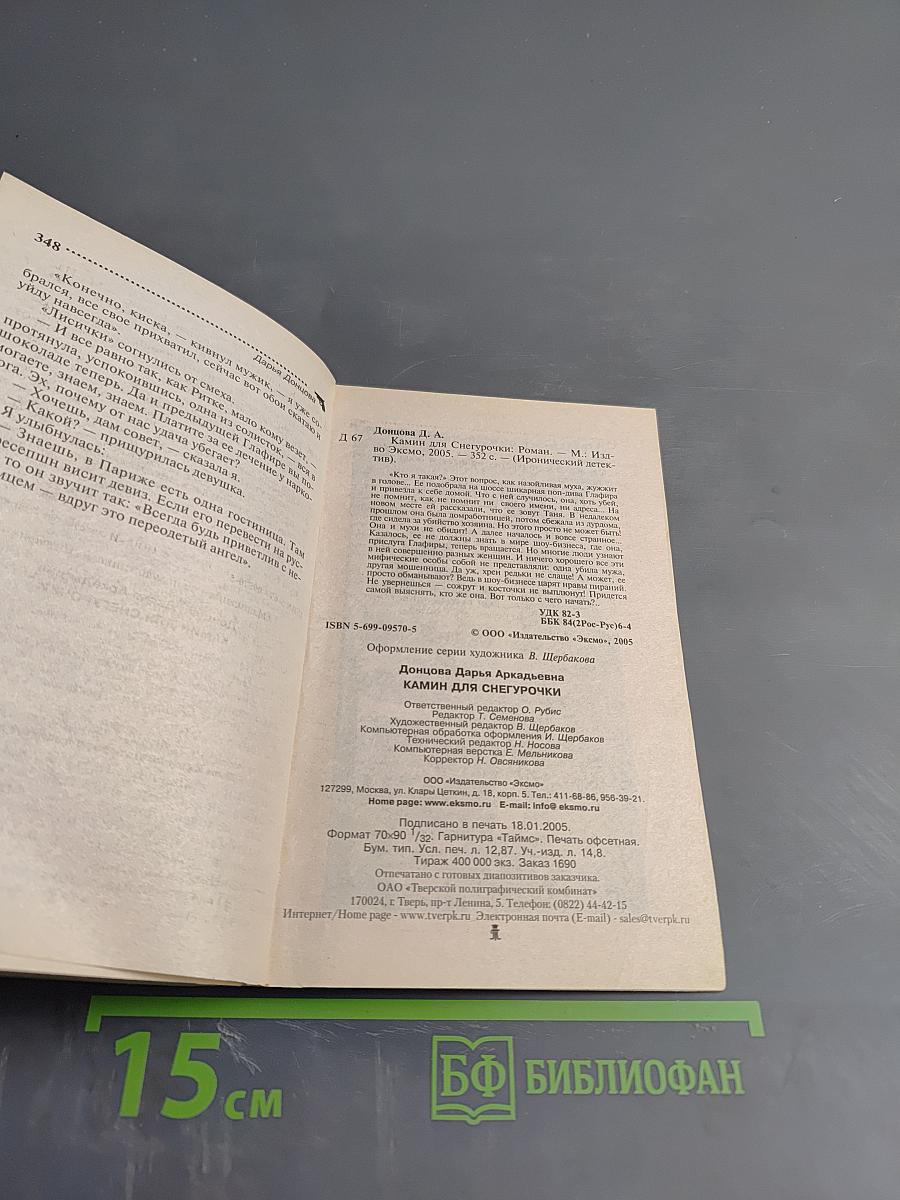 348
Дарья Донцова
«Конечно, киска, — кивнул мужик, — я уже со-
брался, все свое прихватил, сейчас вот обои скатаю и
уйду навсегда».
«Лисички» согнулись от смеха.
— И все равно так, как Ритке, мало кому везет, —
протянула, успокоившись, одна из солисток, — вся в
шоколаде теперь. Да и предыдущей Глафире вы по-
могаете, знаем, знаем. Платите за ее лечение у нарко-
лога. Эх, почему от нас удача убегает?
— Хочешь, дам совет, — сказала я.
— Какой? — прищурилась девушка.
Я улыбнулась:
— Знаешь, в Париже есть одна гостиница. Там
ресепшн висит девиз. Если его перевести на рус-
то он звучит так: «Всегда будь приветлив с не-
цем — вдруг это переодетый ангел».
Донцова Д. А.
Д 67
Камин для Снегурочки: Роман. — М.: Изд-
во Эксмо, 2005. — 352 с. — (Иронический детек-
тив).
«Кто я такая?» Этот вопрос, как назойливая муха, жужжит
в голове... Ее подобрала на шоссе шикарная поп-дива Глафира
и привезла к себе домой. Что с ней случилось, она, хоть убей,
не помнит, как не помнит ни своего имени, ни адреса... На
новом месте ей рассказали, что ее зовут Таня. В недалеком
прошлом она была домработницей, потом сбежала из дурдома,
где сидела за убийство хозяина. Но этого просто не может быть!
Она и мухи не обидит! А далее началось и вовсе странное...
Казалось, ее не должны знать в мире шоу-бизнеса, где она,
прислуга Глафиры, теперь вращается. Но многие люди узнают
в ней совершенно разных женщин. И ничего хорошего все эти
мифические особы собой не представляли: одна убила мужа,
другая мошенница. Да уж, хрен редьки не слаще! А может, ее
просто обманывают? Ведь в шоу-бизнесе царят нравы пираний.
Не увернешься — сожрут и косточки не выплюнут! Придется
самой выяснять, кто же она. Вот только с чего начать?..
УДК 82-3
ББК 84(2Рос-Рус)6-4
ISBN 5-699-09570-5
© ООО «Издательство «Эксмо», 2005
Оформление серии художника В. Щербакова
Донцова Дарья Аркадьевна
КАМИН ДЛЯ СНЕГУРОЧКИ
Ответственный редактор О. Рубис
Редактор Т. Семенова
Художественный редактор В. Щербаков
Компьютерная обработка оформления И. Щербаков
Технический редактор Н. Носова
Компьютерная верстка Е. Мельникова
Корректор Н. Овсяникова
ООО «Издательство «Эксмо»
127299, Москва, ул. Клары Цеткин, д. 18, корп. 5. Тел.: 411-68-86, 956-39-21.
Home page: www.eksmo.ru E-mail: info@ eksmo.ru
Подписано в печать 18.01.2005.
Формат 70×90 1/32. Гарнитура «Таймс». Печать офсетная.
Бум. тип. Усл. печ. л. 12,87. Уч.-изд. л. 14,8.
Тираж 400 000 экз. Заказ 1690
Отпечатано с готовых диапозитивов заказчика.
ОАО «Тверской полиграфический комбинат»
170024, г. Тверь, пр-т Ленина, 5. Телефон: (0822) 44-42-15
Интернет/Home page - www.tverpk.ru Электронная почта (E-mail) - sales@tverpk.ru
15 см
БФ БИБЛИОФАН